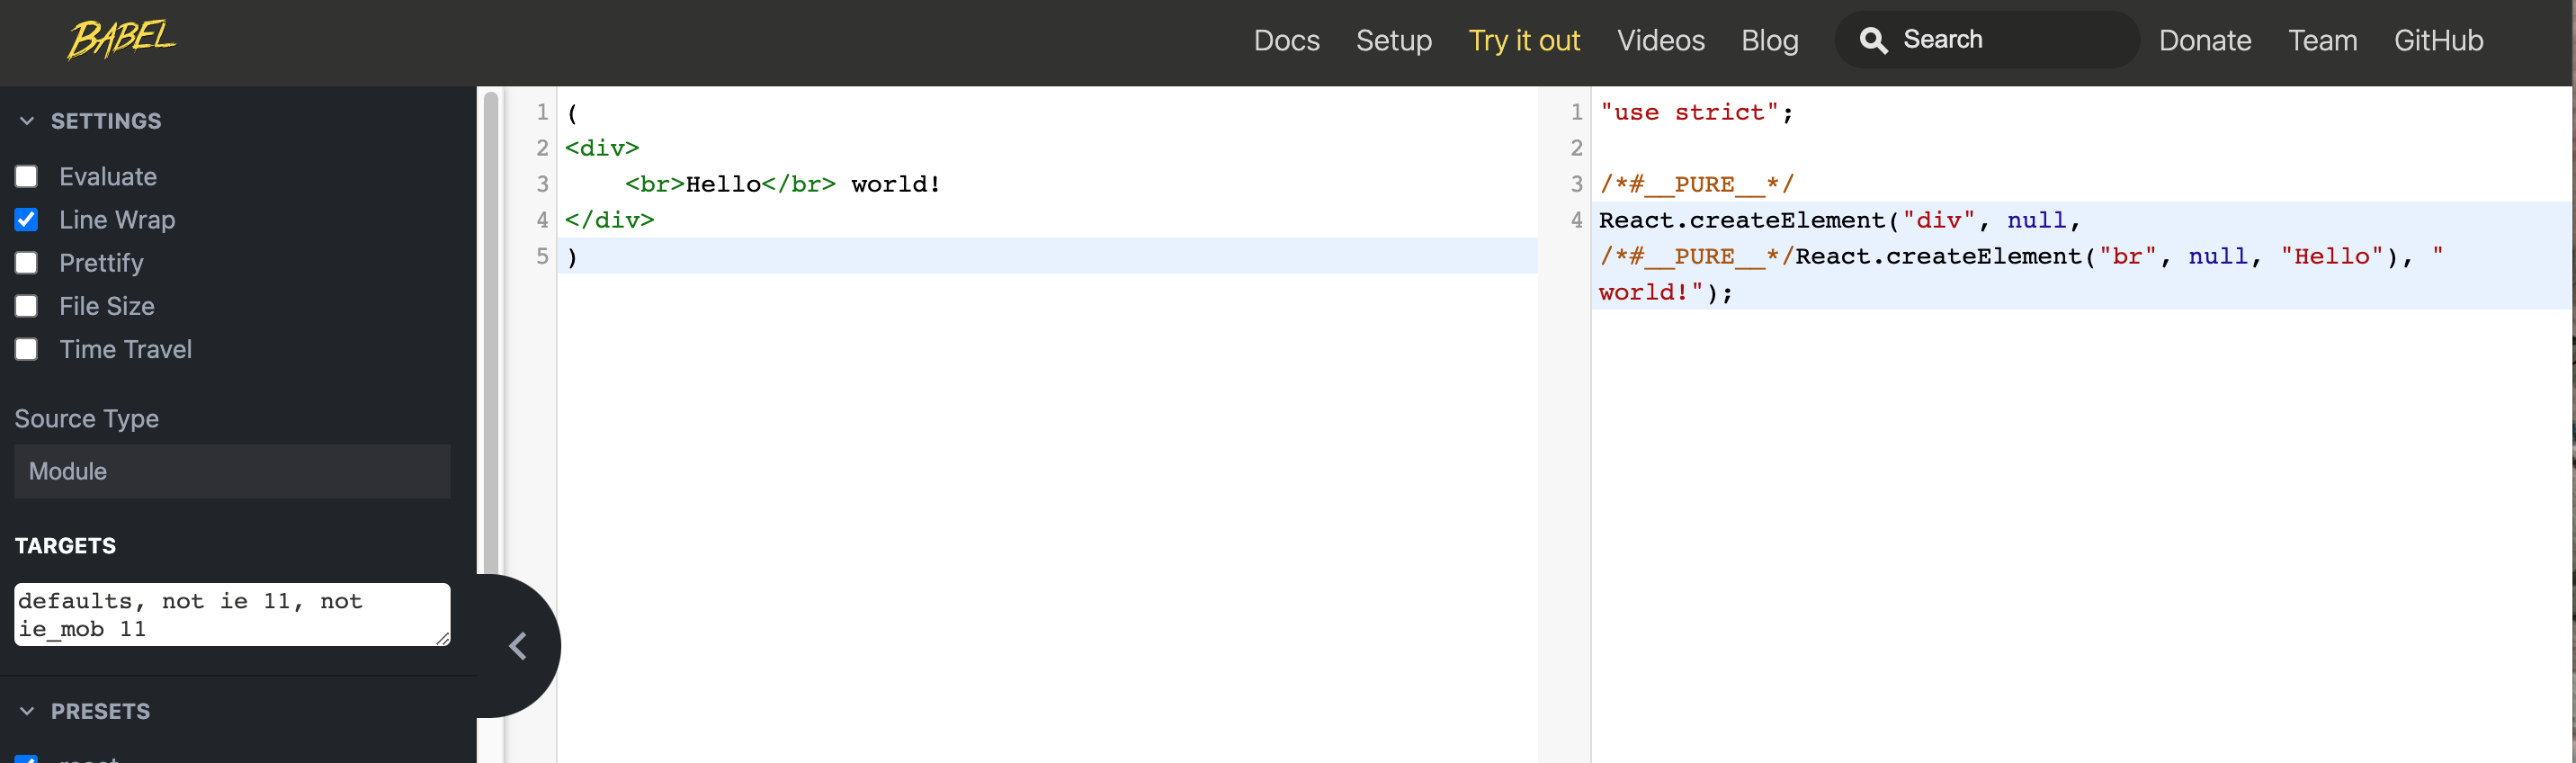 BABEL
Docs Setup Try it out Videos Blog Search Donate Team GitHub
SETTINGS
Evaluate
Line Wrap
Prettify
File Size
Time Travel
Source Type
Module
TARGETS
defaults, not ie 11, not
ie_mob 11
PRESETS
1 (
2 <div>
3     <br>Hello</br> world!
4 </div>
5 )
1 "use strict";
2
3 /*#__PURE__*/
4 React.createElement("div", null,
/*#__PURE__*/React.createElement("br", null, "Hello"), "
world!");